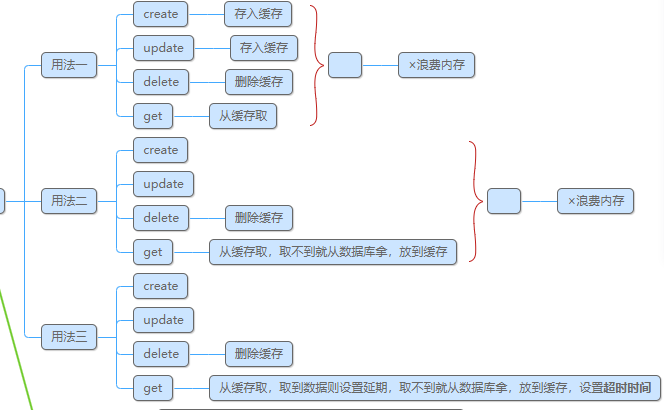 create
存入缓存
update
存入缓存
用法一
×浪费内存
delete
删除缓存
get
从缓存取
create
update
用法二
×浪费内存
delete
删除缓存
get
从缓存取，取不到就从数据库拿，放到缓存
create
update
用法三
delete
删除缓存
get
从缓存取，取到数据则设置延期，取不到就从数据库拿，放到缓存，设置超时时间